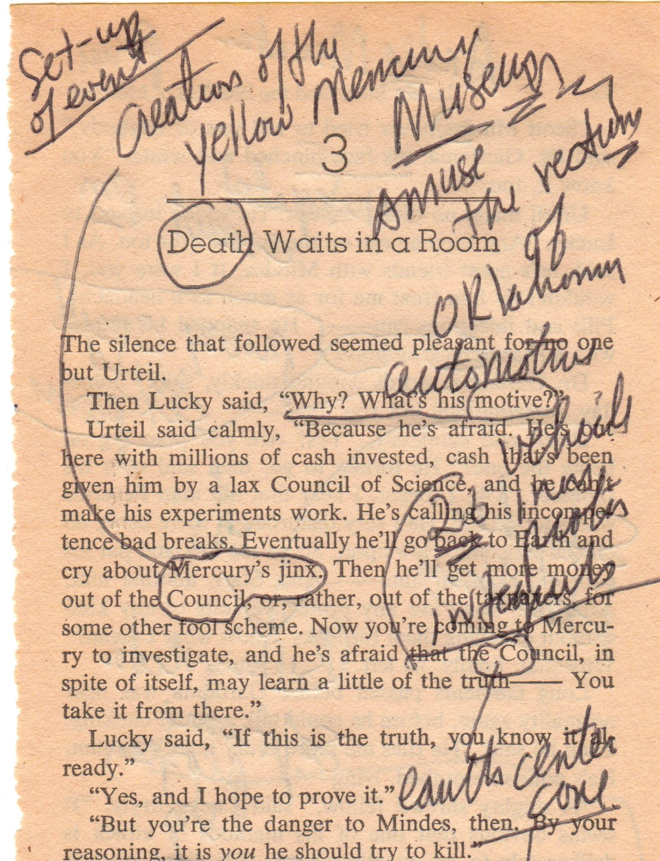 Set-up
of event
Creation of the
Yellow Mercury
Museum
3
Amuse
the rectum
Death Waits in a Room
of
Oklahoma
The silence that followed seemed pleasant for no one
but Urteil.
automotive
Then Lucky said, “Why? What's his motive?”
?
Urteil said calmly, “Because he's afraid. He's out
here with millions of cash invested, cash that's been
given him by a lax Council of Science, and he can't
make his experiments work. He's calling his incompe-
tence bad breaks. Eventually he'll go back to Earth and
cry about Mercury's jinx. Then he'll get more money
out of the Council, or, rather, out of the taxpayers, for
some other fool scheme. Now you're coming to Mercu-
ry to investigate, and he's afraid that the Council, in
spite of itself, may learn a little of the truth—— You
take it from there.”
Lucky said, “If this is the truth, you know it al-
ready.”
earths center
core
“Yes, and I hope to prove it.”
“But you're the danger to Mindes, then. By your
reasoning, it is you he should try to kill.”